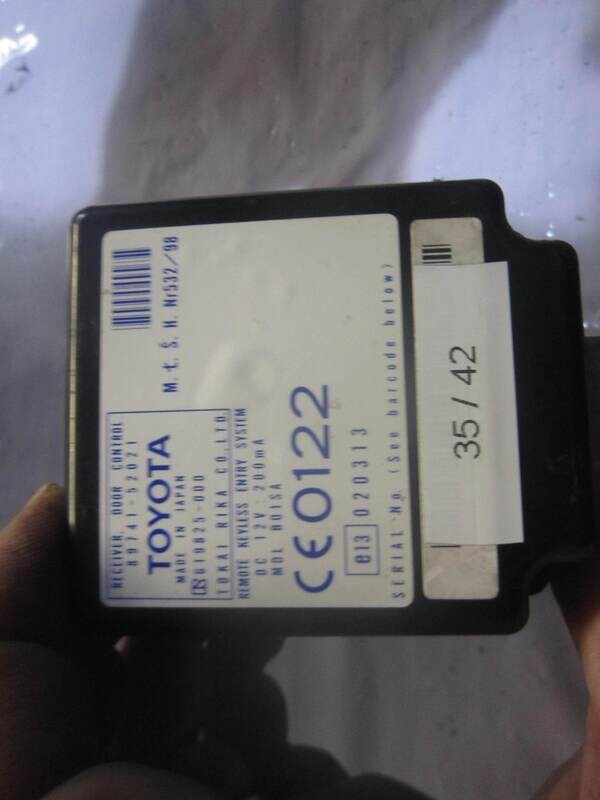 RECEIVER, DOOR CONTROL
89741-52021
TOYOTA
MADE IN JAPAN
619825-000
TOKAI RIKA CO.,LTD.
M. t. Š. H. Nr532/98
REMOTE KEYLESS ENTRY SYSTEM
DC 12V:200mA
MDL B01SA
CE0122
e13 020313
SERIAL No. (See barcode below)
35 / 42